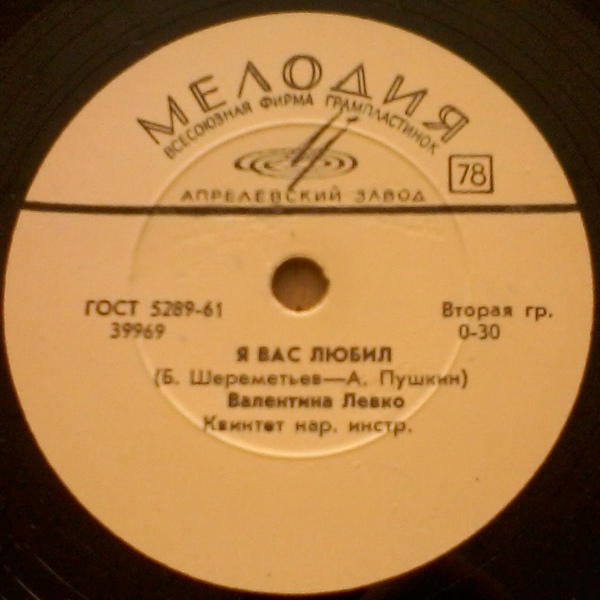 МЕЛОДИЯ
ВСЕСОЮЗНАЯ ФИРМА ГРАМПЛАСТИНОК
78
АПРЕЛЕВСКИЙ ЗАВОД
ГОСТ 5289-61 Вторая гр.
39969 0-30
Я ВАС ЛЮБИЛ
(Б. Шереметьев—А. Пушкин)
Валентина Левко
Квинтет нар. инстр.